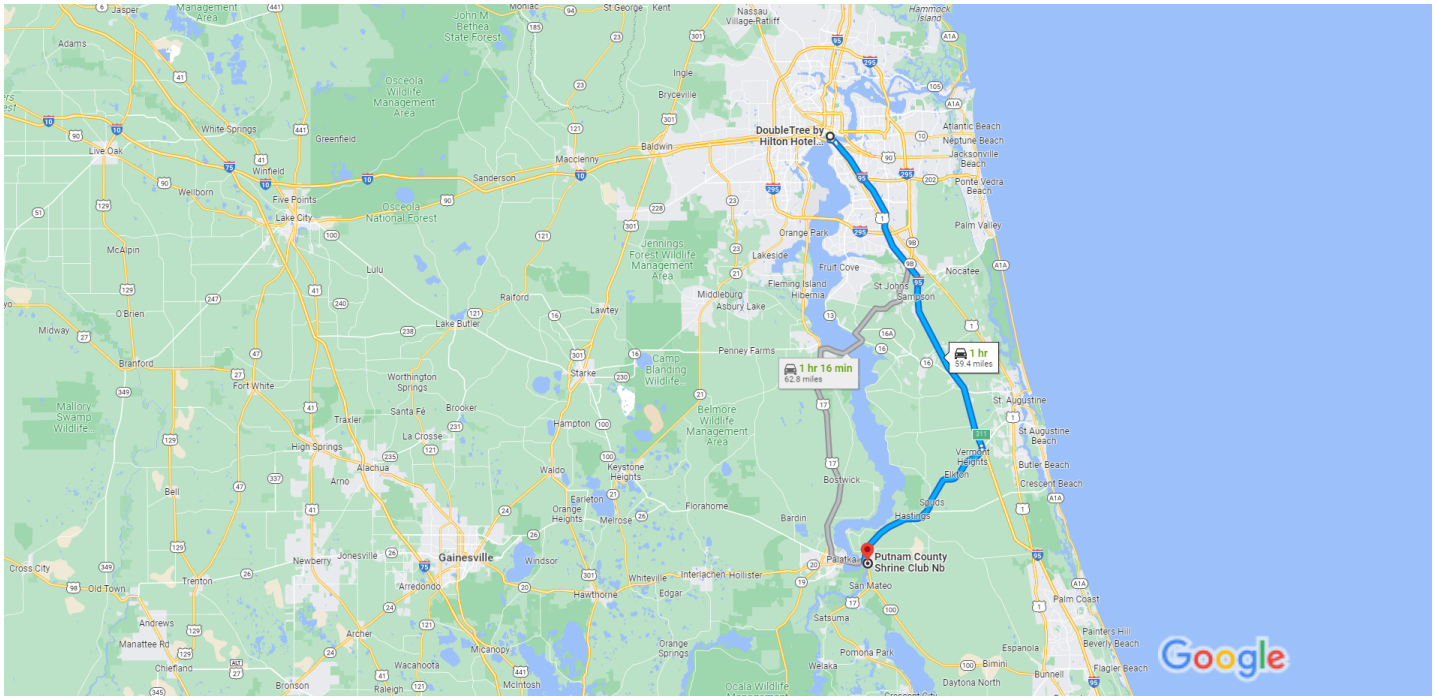 Jasper
Management
Area
Moniac
St George
Kent
Nassau
Village-Ratliff
Hammock
Island
John M
Bethea
State Forest
Adams
Osceola
Wildlife
Management
Area
Ingle
Bryceville
White Springs
Greenfield
Live Oak
DoubleTree by
Hilton Hotel...
Atlantic Beach
Neptune Beach
Jacksonville
Beach
Baldwin
Macclenny
Sanderson
Winfield
Wellborn
Five Points
Lake City
Osceola
National Forest
Ponte Vedra
Beach
Palm Valley
Orange Park
Jennings
Forest Wildlife
Management
Area
Lakeside
Fruit Cove
Nocatee
McAlpin
Lulu
Fleming Island
Hibernia
St Johns
Sampson
Middleburg
Asbury Lake
Raiford
Lawtey
O'Brien
Lake Butler
Midway
Branford
Penney Farms
1 hr
59.4 miles
1 hr 16 min
62.8 miles
Camp
Blanding
Wildlife...
Starke
Fort White
Worthington
Springs
Mallory
Swamp
Wildlife...
Santa Fe
Brooker
Traxler
Hampton
Belmore
Wildlife
Management
Area
St. Augustine
St Augustine
Beach
La Crosse
High Springs
Vermont
Heights
Butler Beach
Alachua
Arno
Waldo
Keystone
Heights
Elkton
Crescent Beach
Bostwick
Bell
Earleton
Orange
Heights
Melrose
Florahome
Spuds
Hastings
Bardin
Gainesville
Windsor
Jonesville
Newberry
Cross City
Putnam County
Shrine Club Nb
Palatka
Interlachen
Hollister
Old Town
Trenton
Arredondo
Whiteville
Edgar
Hawthorne
San Mateo
Palm Coast
Satsuma
Andrews
Manattee Rd
Archer
Painters Hill
Beverly Beach
Espanola
Orange
Springs
Micanopy
Pomona Park
Chiefland
Wacahoota
Welaka
Bimini
Flagler Beach
Bunnell
Bronson
Raleigh
McIntosh
Ocala Wildlife
Daytona North
Crescent City
Google